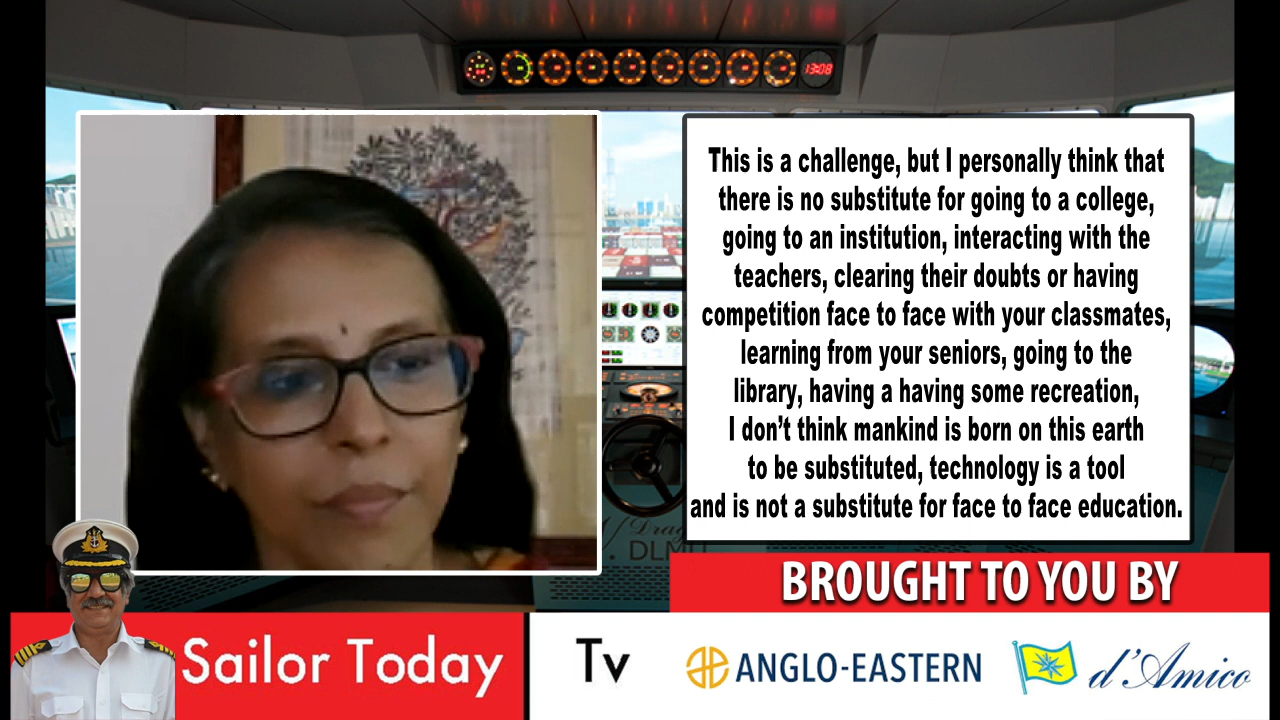 13:08
This is a challenge, but I personally think that
there is no substitute for going to a college,
going to an institution, interacting with the
teachers, clearing their doubts or having
competition face to face with your classmates,
learning from your seniors, going to the
library, having a having some recreation,
I don't think mankind is born on this earth
to be substituted, technology is a tool
and is not a substitute for face to face education.
DLMU
BROUGHT TO YOU BY
Sailor Today
Tv
ANGLO-EASTERN
d'Amico